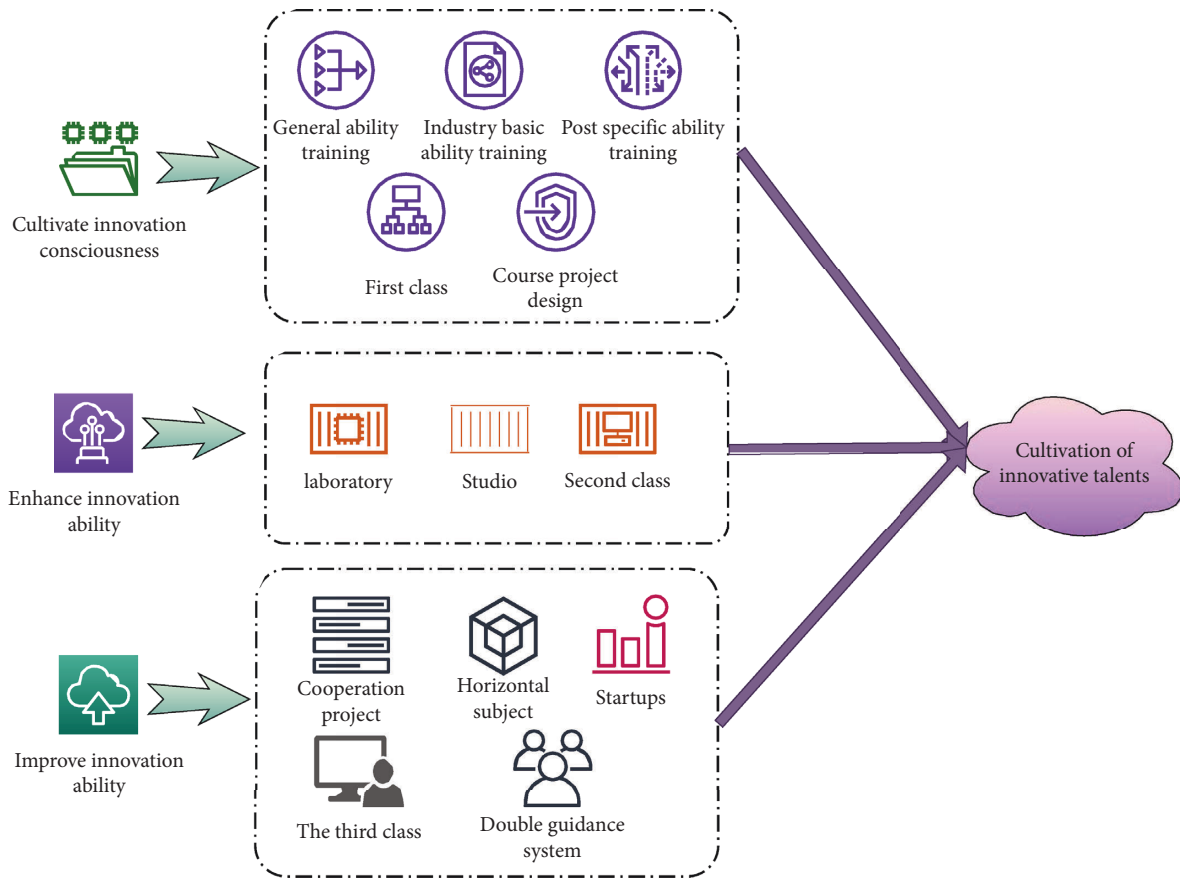 General ability
training
Industry basic
ability training
Post specific ability
training
Cultivate innovation
consciousness
First class
Course project
design
Enhance innovation
ability
laboratory
Studio
Second class
Cultivation of
innovative talents
Improve innovation
ability
Cooperation
project
Horizontal
subject
Startups
The third class
Double guidance
system